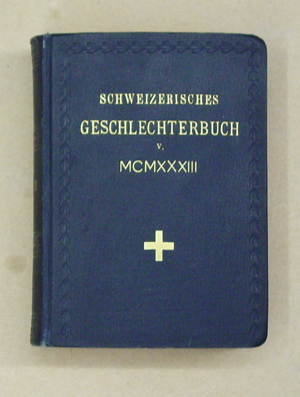 SCHWEIZERISCHES
GESCHLECHTERBUCH
V.
MCMXXXIII